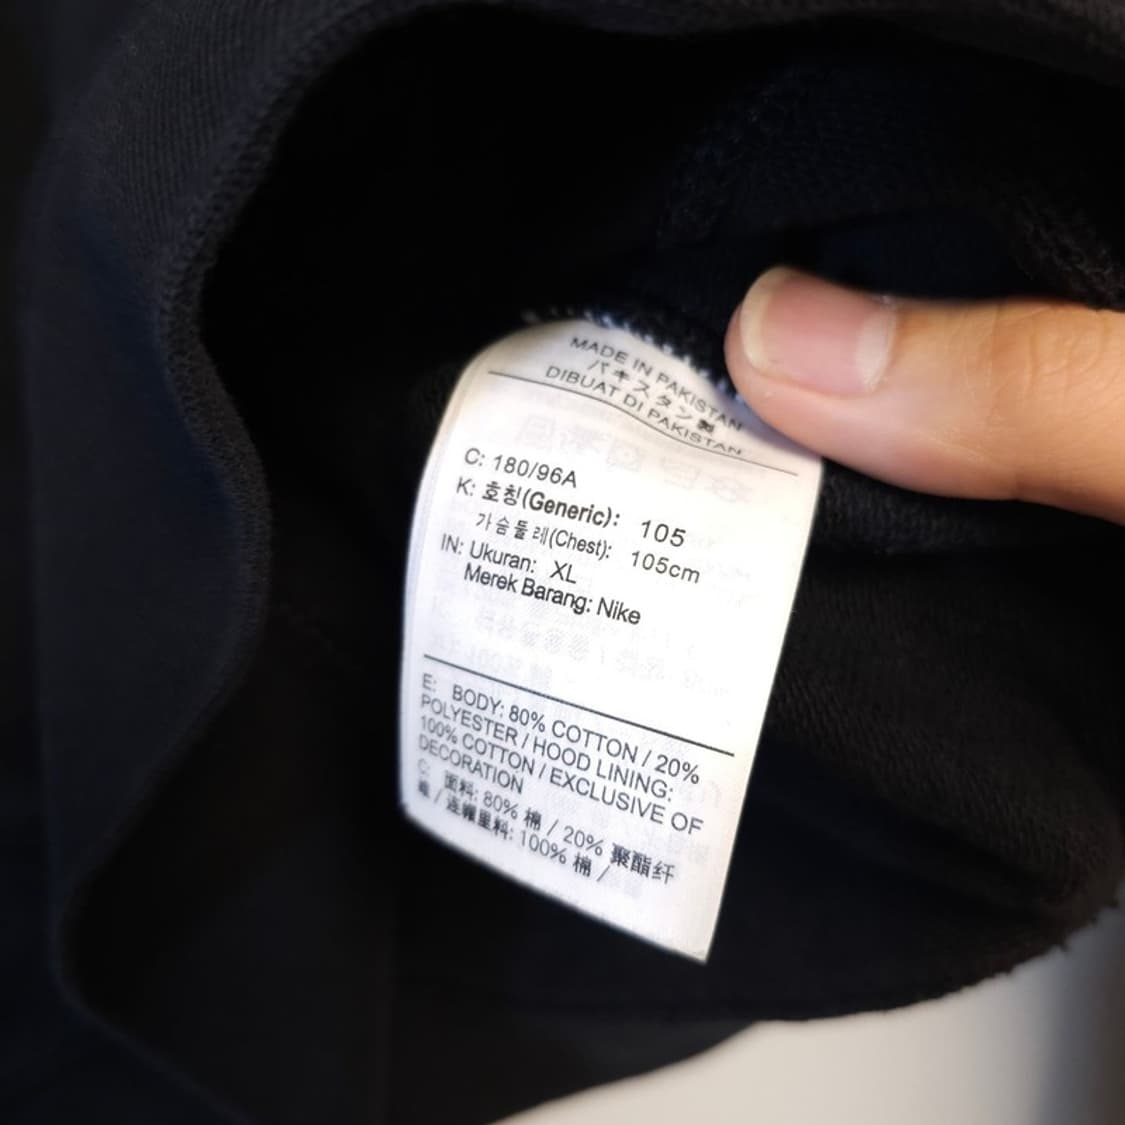 MADE IN PAKISTAN
パキスタン製
DIBUAT DI PAKISTAN
C: 180/96A
K: 호칭(Generic): 105
가슴둘레(Chest): 105cm
IN: Ukuran: XL
Merek Barang: Nike
E: BODY: 80% COTTON / 20%
POLYESTER / HOOD LINING:
100% COTTON / EXCLUSIVE OF
DECORATION
C: 面料: 80% 棉 / 20% 聚酯纤
维 / 连帽里料: 100% 棉 /